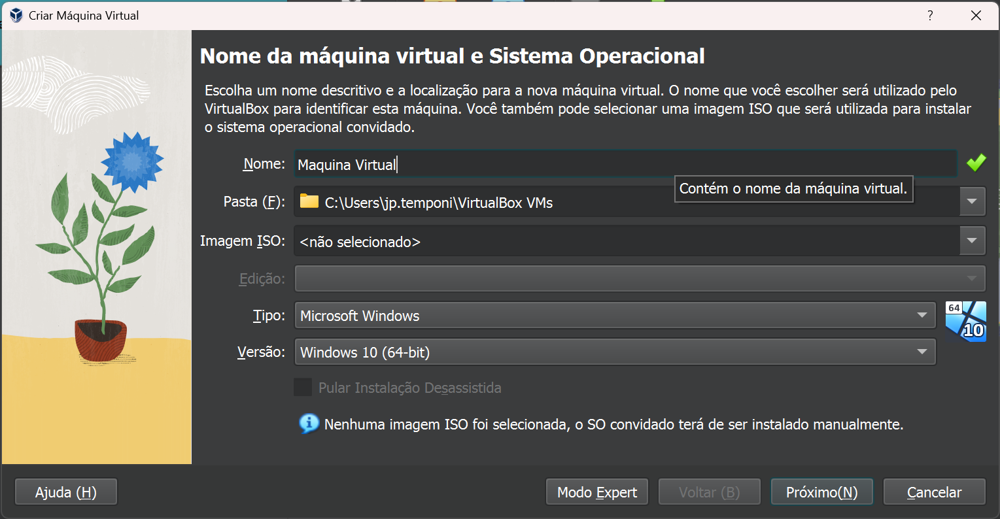 Criar Máquina Virtual
?
Nome da máquina virtual e Sistema Operacional
Escolha um nome descritivo e a localização para a nova máquina virtual. O nome que você escolher será utilizado pelo
VirtualBox para identificar esta máquina. Você também pode selecionar uma imagem ISO que será utilizada para instalar
o sistema operacional convidado.
Nome: Maquina Virtual
Contém o nome da máquina virtual.
Pasta (F): C:\Users\jp.temponi\VirtualBox VMs
Imagem ISO: <não selecionado>
Edição:
Tipo: Microsoft Windows
64
10
Versão: Windows 10 (64-bit)
Pular Instalação Desassistida
Nenhuma imagem ISO foi selecionada, o SO convidado terá de ser instalado manualmente.
Ajuda (H) Modo Expert Voltar (B) Próximo(N) Cancelar